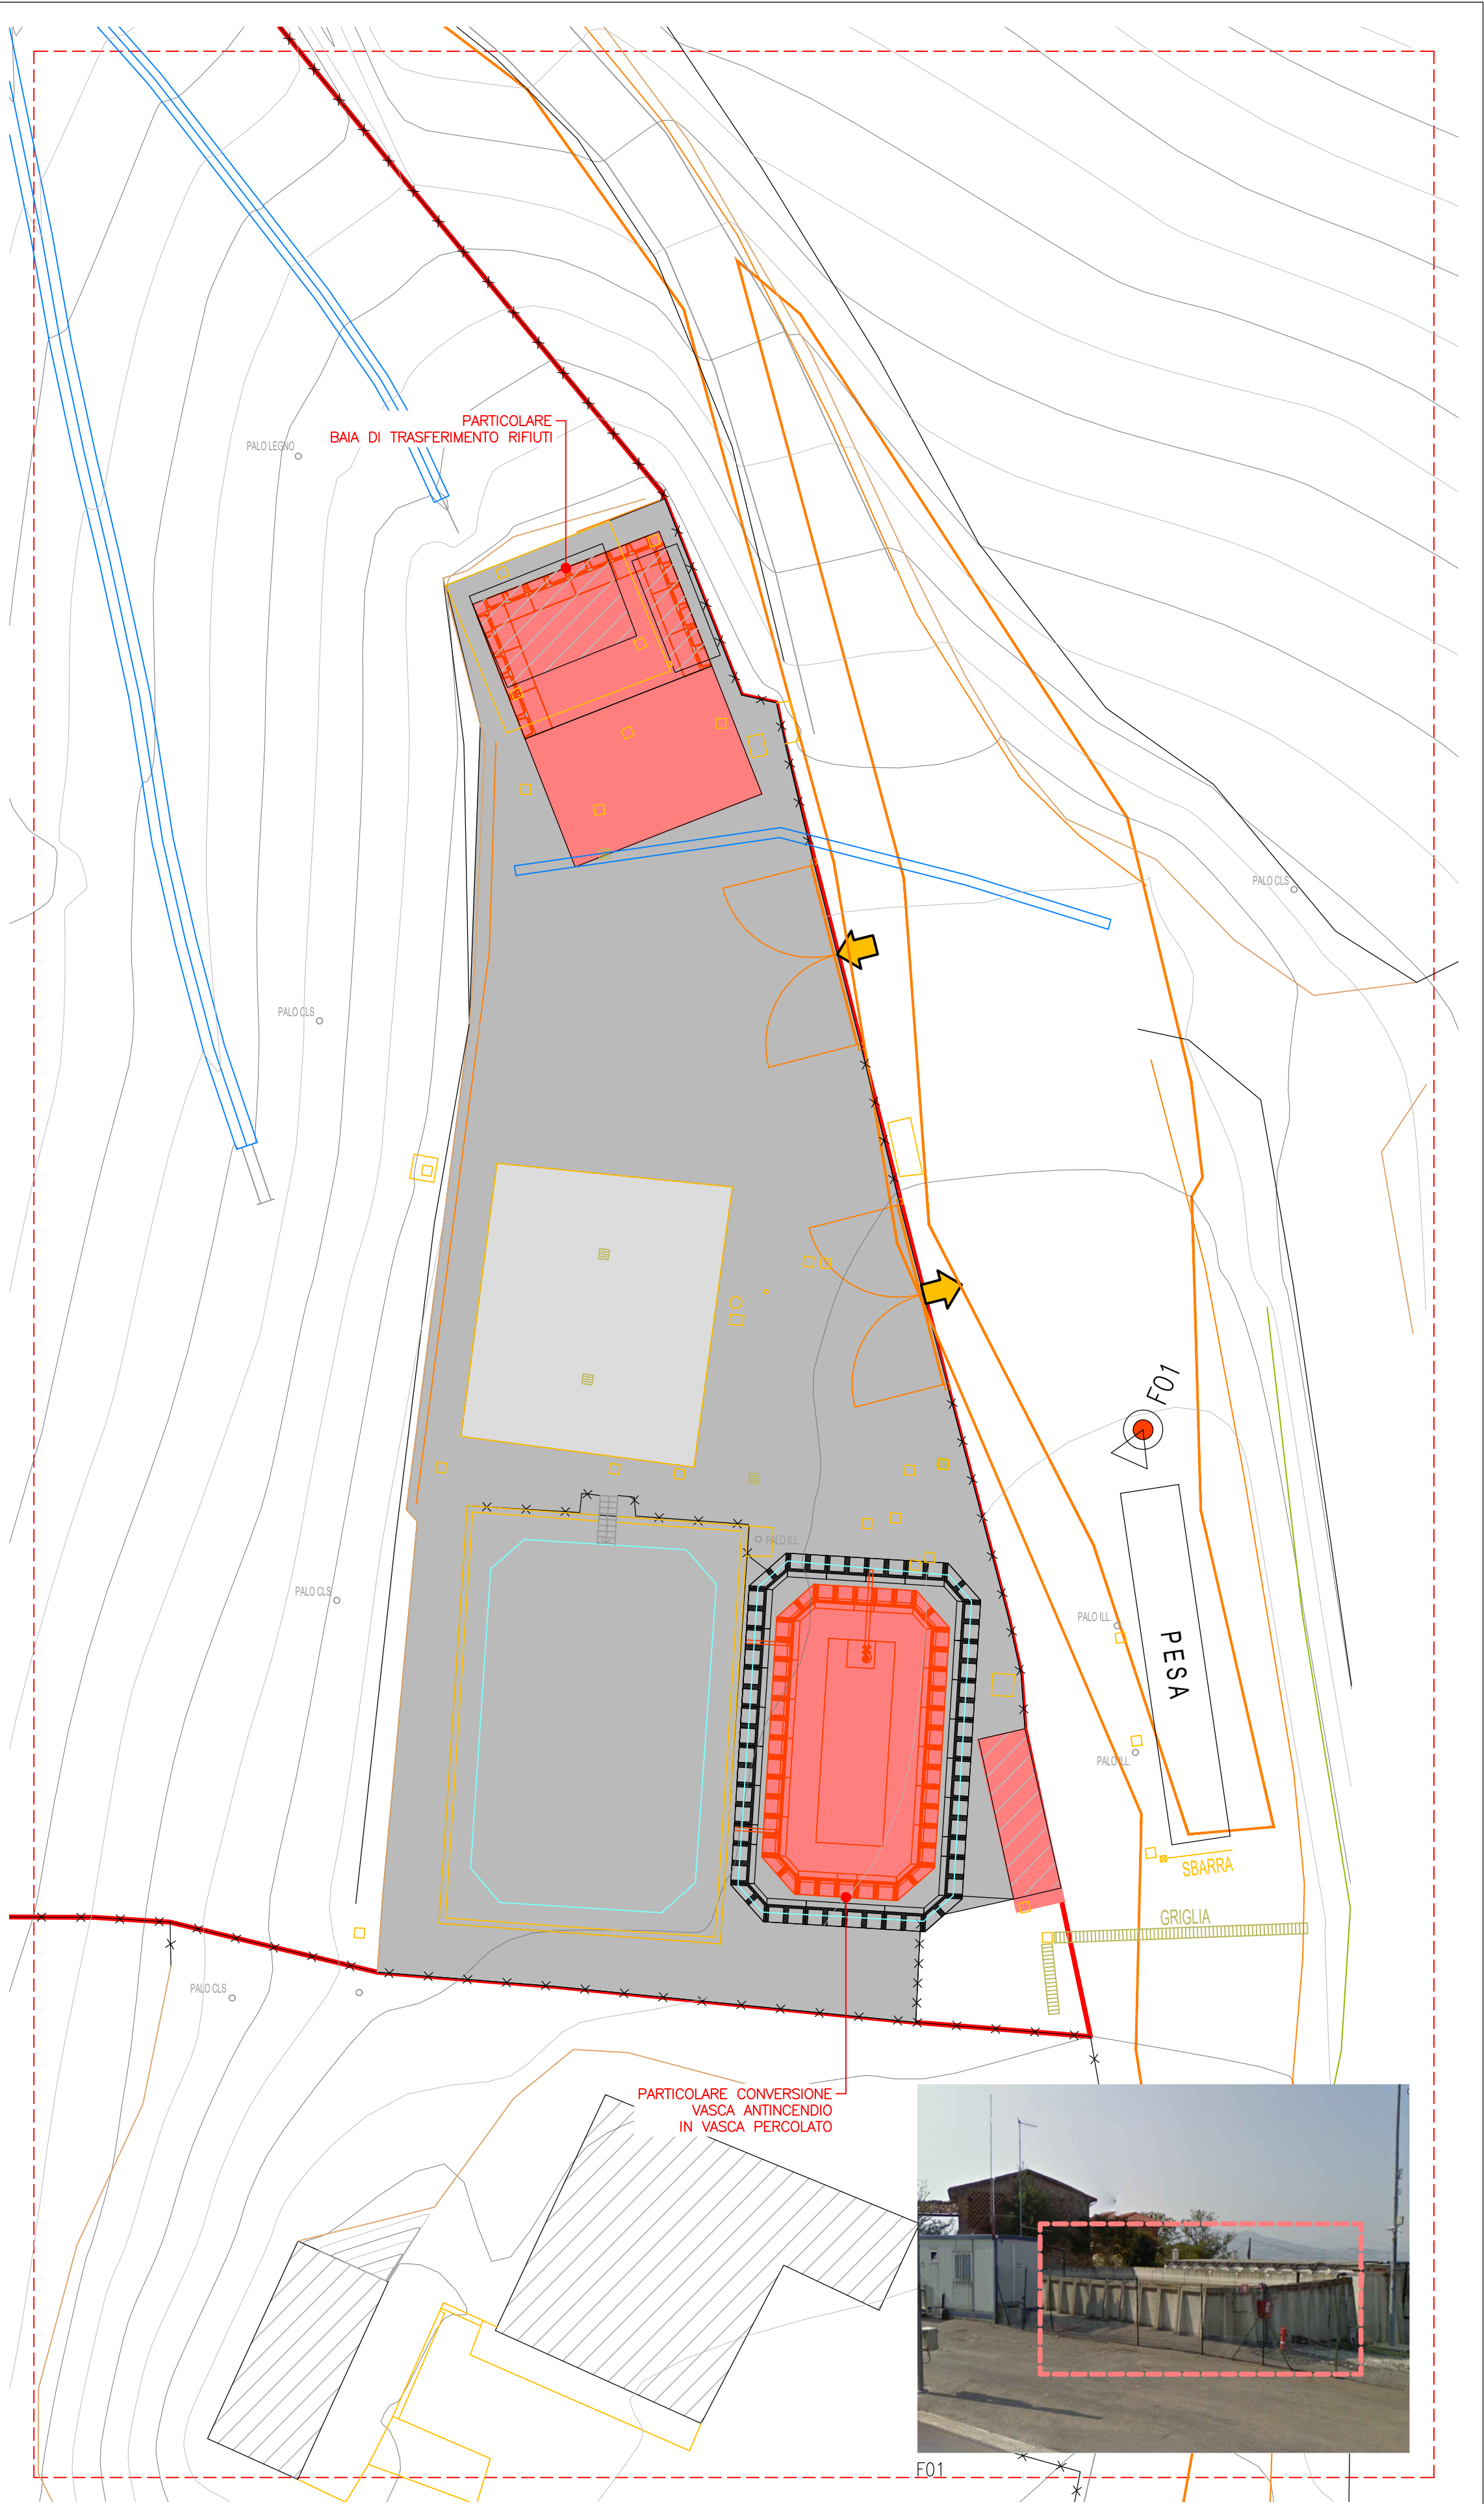 PARTICOLARE
BAIA DI TRASFERIMENTO RIFIUTI
PALO LEGNO
PALO CLS
PALO CLS
F01
PALO ILL.
PALO CLS
PALO ILL.
PESA
PALO ILL.
SBARRA
GRIGLIA
PALO CLS
PARTICOLARE CONVERSIONE
VASCA ANTINCENDIO
IN VASCA PERCOLATO
F01